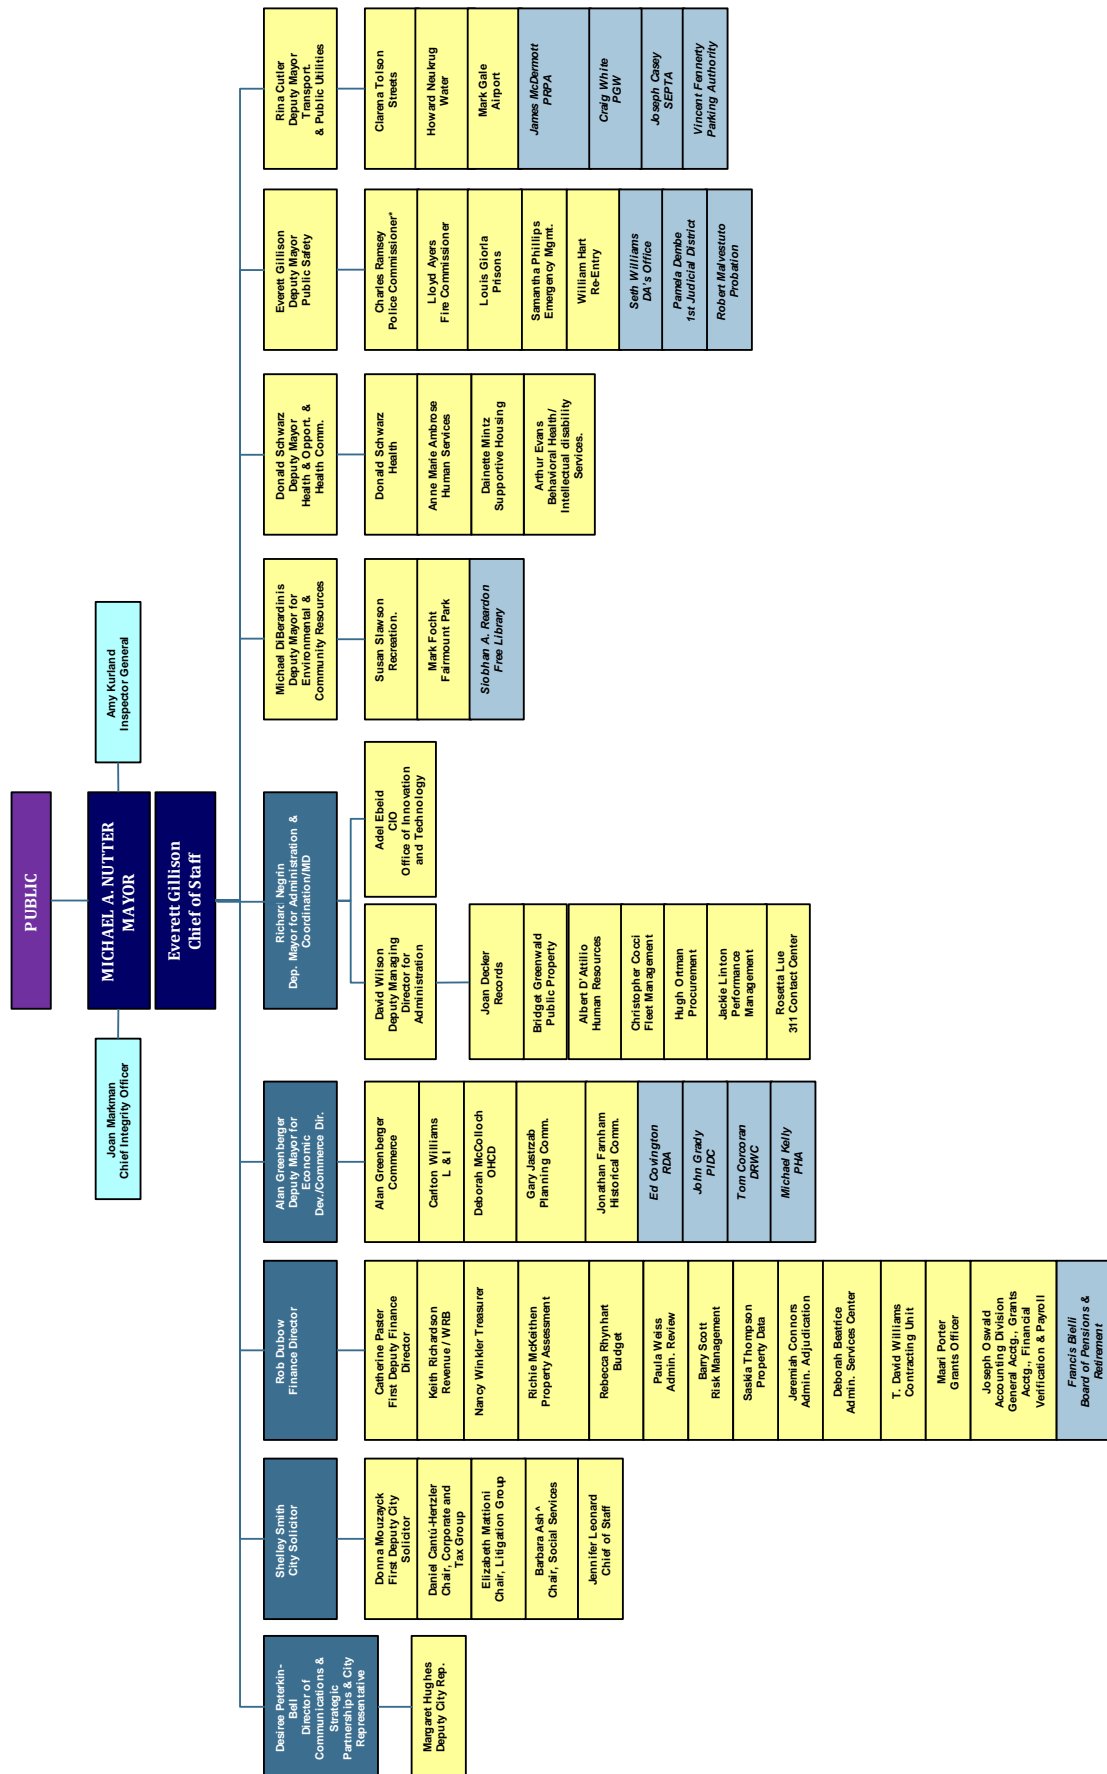 PUBLIC
MICHAEL A. NUTTER
MAYOR
Everett Gillison
Chief of Staff
Joan Markman
Chief Integrity Officer
Amy Kurland
Inspector General
Desiree Peterkin-
Bell
Director of
Communications &
Strategic
Partnerships & City
Representative
Margaret Hughes
Deputy City Rep.
Shelley Smith
City Solicitor
Donna Mouzayck
First Deputy City
Solicitor
Daniel Cantú-Hertzler
Chair, Corporate and
Tax Group
Elizabeth Mattioni
Chair, Litigation Group
Barbara Ash^
Chair, Social Services
Jennifer Leonard
Chief of Staff
Rob Dubow
Finance Director
Catherine Paster
First Deputy Finance
Director
Keith Richardson
Revenue / WRB
Nancy Winkler Treasurer
Richie McKeithen
Property Assessment
Rebecca Rhynhart
Budget
Paula Weiss
Admin. Review
Barry Scott
Risk Management
Saskia Thompson
Property Data
Jeremiah Connors
Admin. Adjudication
Deborah Beatrice
Admin. Services Center
T. David Williams
Contracting Unit
Maari Porter
Grants Officer
Joseph Oswald
Accounting Division
General Acctg., Grants
Acctg., Financial
Verification & Payroll
Francis Bielli
Board of Pensions &
Retirement
Alan Greenberger
Deputy Mayor for
Economic
Dev./Commerce Dir.
Alan Greenberger
Commerce
Carlton Williams
L & I
Deborah McColloch
OHCD
Gary Jastrzab
Planning Comm.
Jonathan Farnham
Historical Comm.
Ed Covington
RDA
John Grady
PIDC
Tom Corcoran
DRWC
Michael Kelly
PHA
Richard Negrin
Dep. Mayor for Administration &
Coordination/MD
David Wilson
Deputy Managing
Director for
Administration
Joan Decker
Records
Bridget Greenwald
Public Property
Albert D'Attilio
Human Resources
Christopher Cocci
Fleet Management
Hugh Ortman
Procurement
Jackie Linton
Performance
Management
Rosetta Lue
311 Contact Center
Adel Ebeid
CIO
Office of Innovation
and Technology
Michael DiBerardinis
Deputy Mayor for
Environmental &
Community Resources
Susan Slawson
Recreation.
Mark Focht
Fairmount Park
Siobhan A. Reardon
Free Library
Donald Schwarz
Deputy Mayor
Health & Opport. &
Health Comm.
Donald Schwarz
Health
Anne Marie Ambrose
Human Services
Dainette Mintz
Supportive Housing
Arthur Evans
Behavioral Health/
Intellectual disability
Services.
Everett Gillison
Deputy Mayor
Public Safety
Charles Ramsey
Police Commissioner*
Lloyd Ayers
Fire Commissioner
Louis Giorla
Prisons
Samantha Phillips
Emergency Mgmt.
William Hart
Re-Entry
Seth Williams
DA's Office
Pamela Dembe
1st Judicial District
Robert Malvestuto
Probation
Rina Cutler
Deputy Mayor
Transport.
& Public Utilities
Clarena Tolson
Streets
Howard Neukrug
Water
Mark Gale
Airport
James McDermott
PRPA
Craig White
PGW
Joseph Casey
SEPTA
Vincent Fennerty
Parking Authority